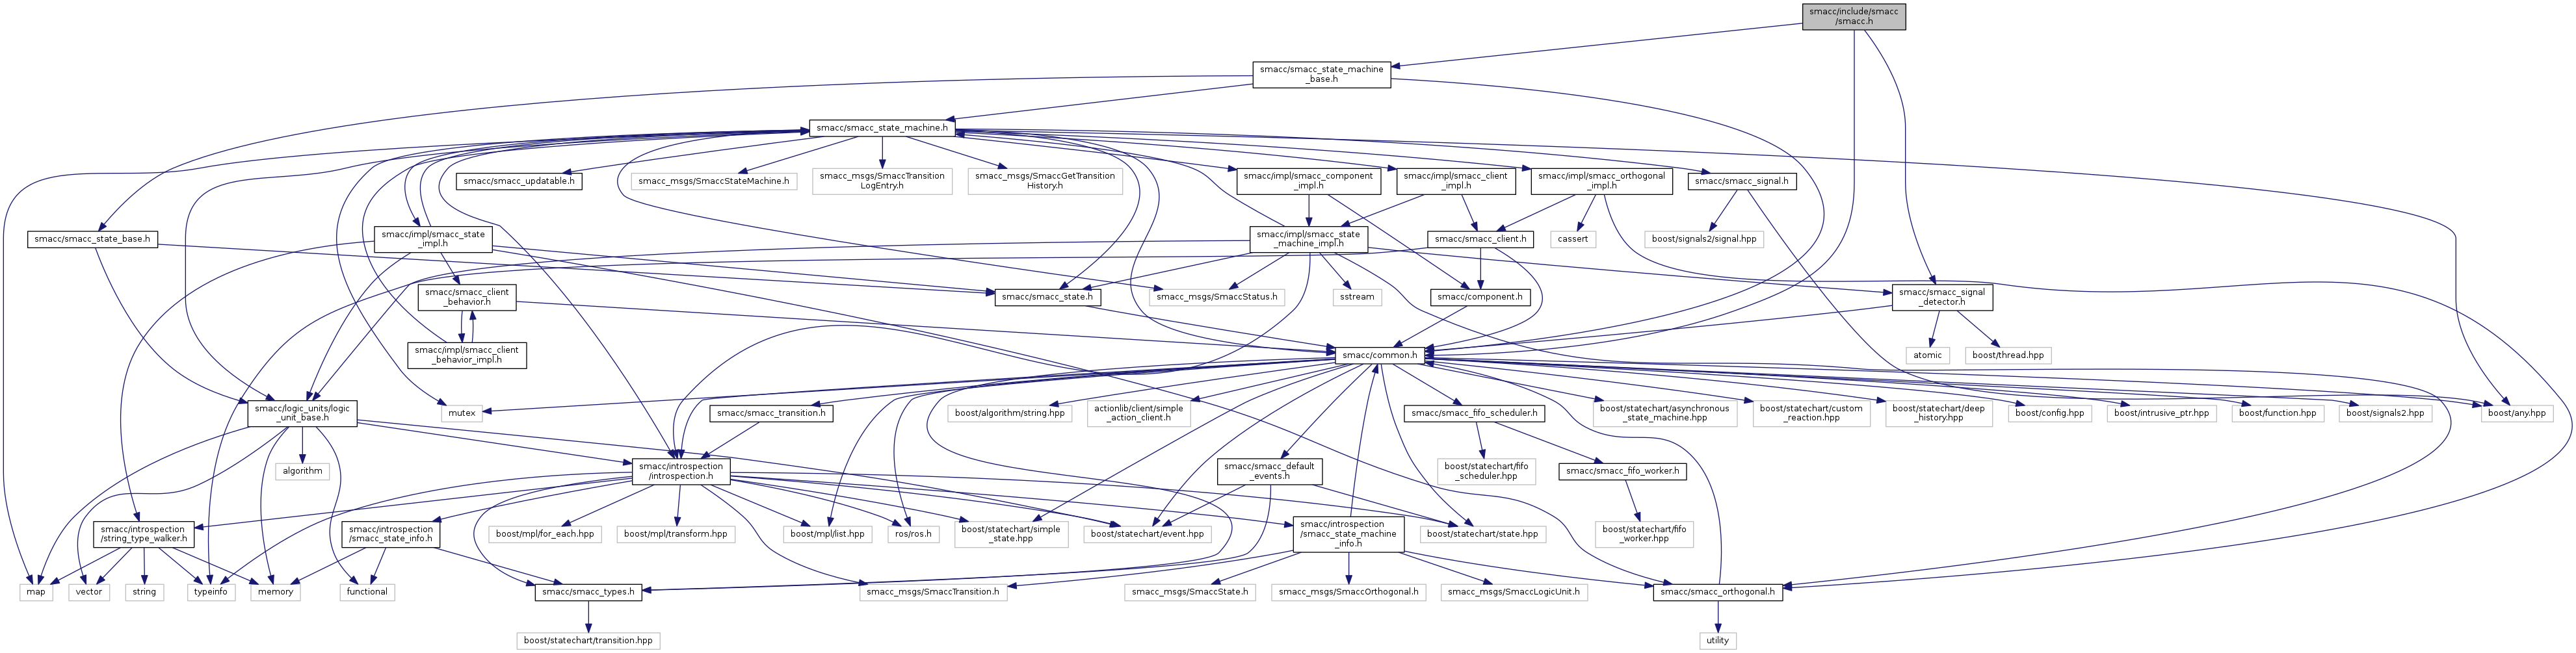 smacc/include/smacc
/smacc.h
smacc/smacc_state_machine
_base.h
smacc/smacc_state_machine.h
smacc/smacc_updatable.h
smacc_msgs/SmaccStateMachine.h
smacc_msgs/SmaccTransition
LogEntry.h
smacc_msgs/SmaccGetTransition
History.h
smacc/impl/smacc_component
_impl.h
smacc/impl/smacc_client
_impl.h
smacc/impl/smacc_orthogonal
_impl.h
smacc/smacc_signal.h
smacc/smacc_state_base.h
smacc/impl/smacc_state
_impl.h
smacc/impl/smacc_state
_machine_impl.h
smacc/smacc_client.h
cassert
boost/signals2/signal.hpp
smacc/smacc_client
_behavior.h
smacc/smacc_state.h
smacc_msgs/SmaccStatus.h
sstream
smacc/component.h
smacc/smacc_signal
_detector.h
smacc/impl/smacc_client
_behavior_impl.h
smacc/common.h
atomic
boost/thread.hpp
smacc/logic_units/logic
_unit_base.h
mutex
smacc/smacc_transition.h
boost/algorithm/string.hpp
actionlib/client/simple
_action_client.h
smacc/smacc_fifo_scheduler.h
boost/statechart/asynchronous
_state_machine.hpp
boost/statechart/custom
_reaction.hpp
boost/statechart/deep
_history.hpp
boost/config.hpp
boost/intrusive_ptr.hpp
boost/function.hpp
boost/signals2.hpp
boost/any.hpp
algorithm
smacc/introspection
/introspection.h
smacc/smacc_default
_events.h
boost/statechart/fifo
_scheduler.hpp
smacc/smacc_fifo_worker.h
smacc/introspection
/string_type_walker.h
smacc/introspection
/smacc_state_info.h
boost/mpl/for_each.hpp
boost/mpl/transform.hpp
boost/mpl/list.hpp
ros/ros.h
boost/statechart/simple
_state.hpp
boost/statechart/event.hpp
smacc/introspection
/smacc_state_machine
_info.h
boost/statechart/state.hpp
boost/statechart/fifo
_worker.hpp
map
vector
string
typeinfo
memory
functional
smacc/smacc_types.h
smacc_msgs/SmaccTransition.h
smacc_msgs/SmaccState.h
smacc_msgs/SmaccOrthogonal.h
smacc_msgs/SmaccLogicUnit.h
smacc/smacc_orthogonal.h
boost/statechart/transition.hpp
utility